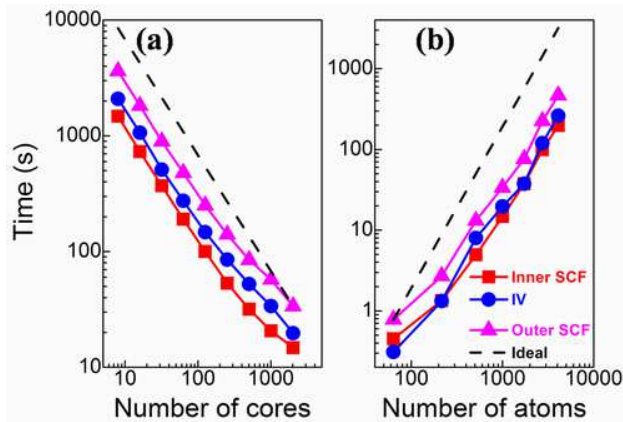 (a)
(b)
Time (s)
10000
1000
100
10
10
100
1000
Number of cores
1000
100
10
1
100
1000
10000
Number of atoms
Inner SCF
IV
Outer SCF
Ideal